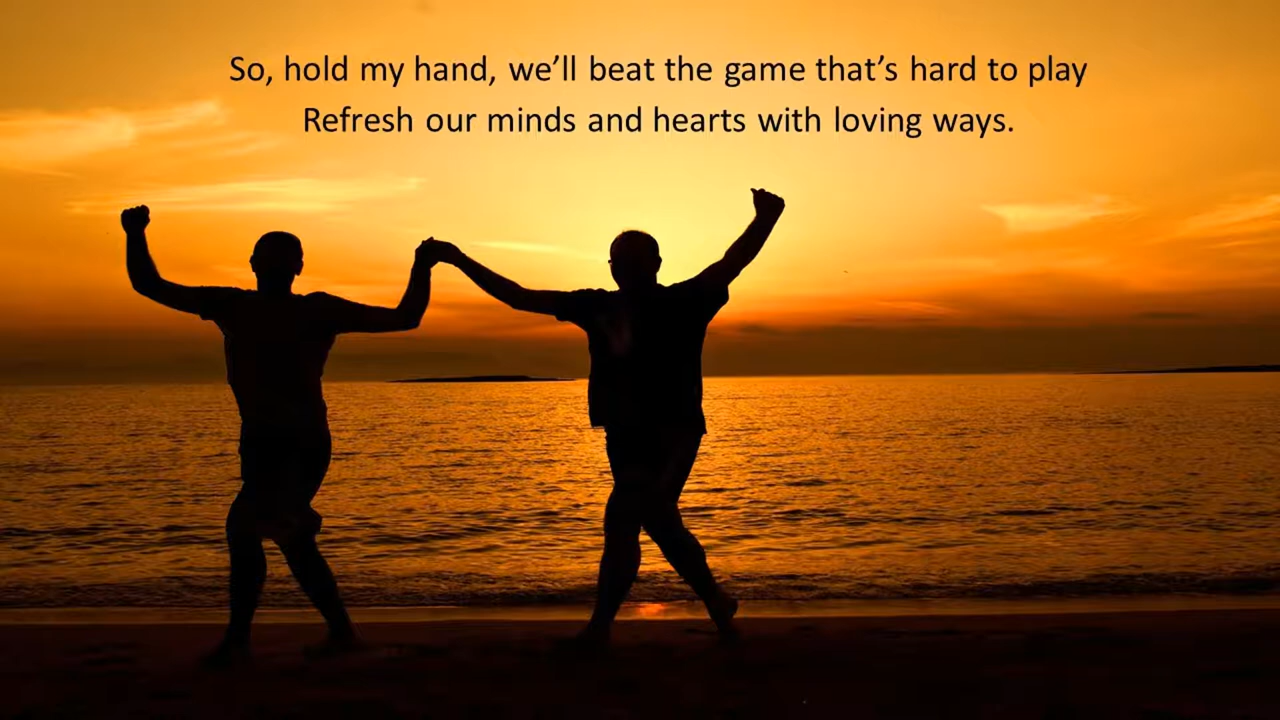 So, hold my hand, we’ll beat the game that’s hard to play
Refresh our minds and hearts with loving ways.